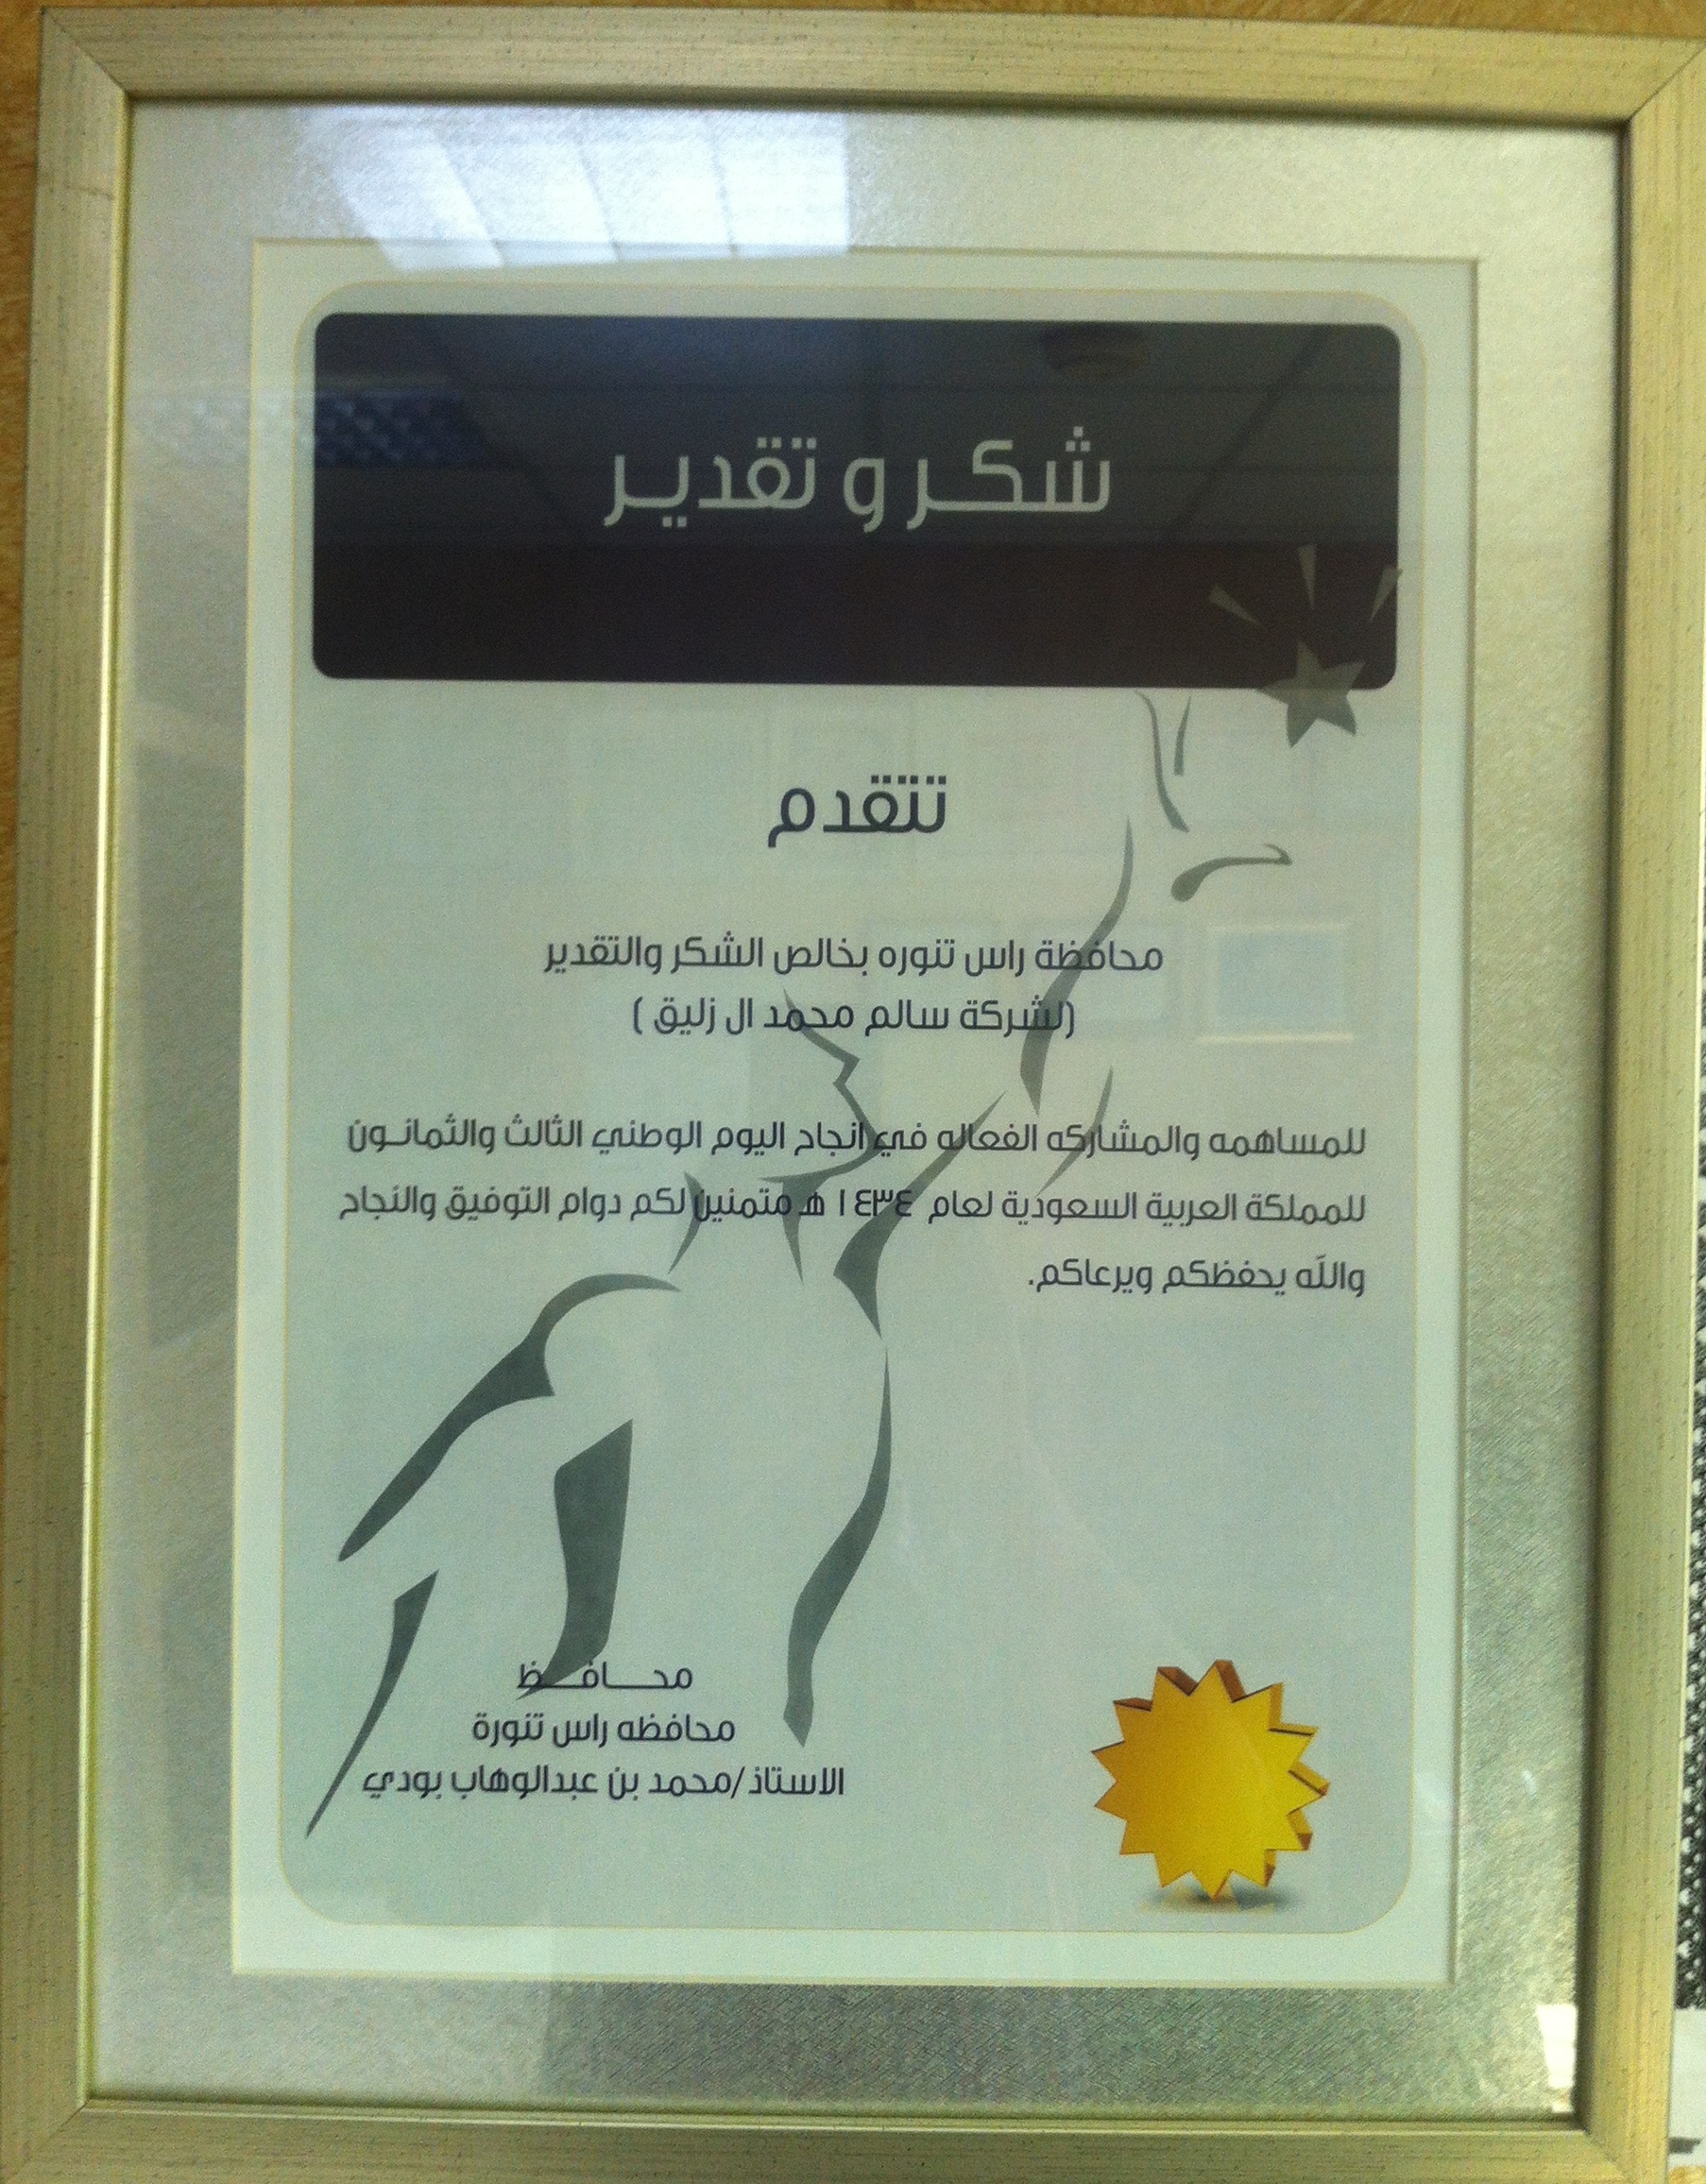 شكر و تقدير
تتقدم
محافظة راس تنوره بخالص الشكر والتقدير
(لشركة سالم محمد ال زليق )
للمساهمه والمشاركه الفعاله في انجاح اليوم الوطني الثالث والثمانـون
للمملكة العربية السعودية لعام ١٤٣٤ هـ متمنين لكم دوام التوفيق والنجاح
والله يحفظكم ويرعاكم.
محــــافــــظ
محافظه راس تنورة
الاستاذ/محمد بن عبدالوهاب بودي